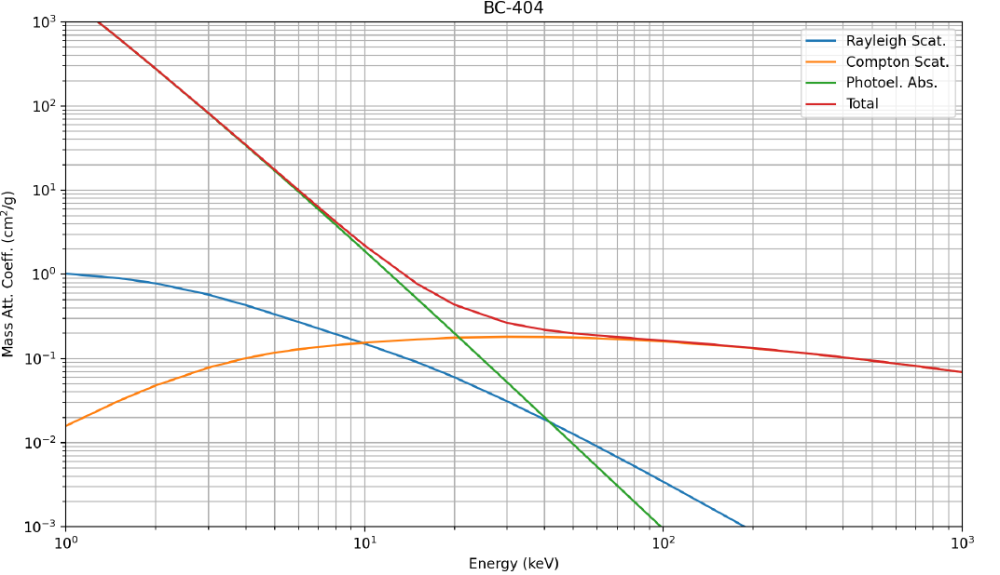 BC-404
Mass Att. Coeff. (cm²/g)
10³
10²
10¹
10⁰
10⁻¹
10⁻²
10⁻³
Rayleigh Scat.
Compton Scat.
Photoel. Abs.
Total
10⁰ 10¹ 10² 10³
Energy (keV)